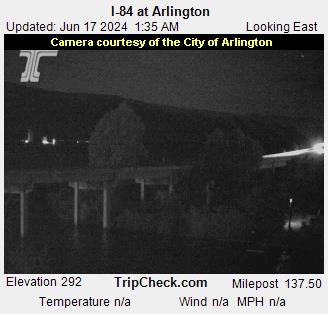 I-84 at Arlington
Updated: Jun 17 2024 1:35 AM Looking East
Camera courtesy of the City of Arlington
Elevation 292 TripCheck.com Milepost 137.50
Temperature n/a Wind n/a MPH n/a